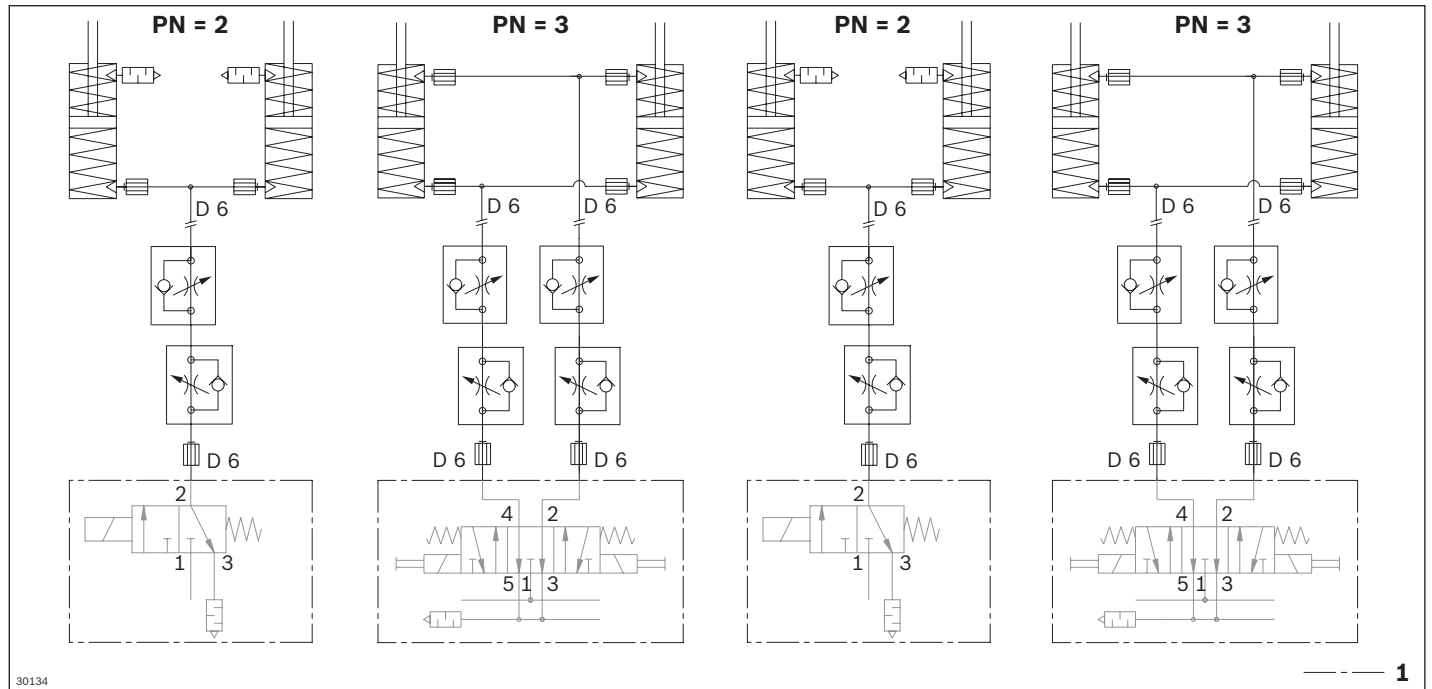 PN = 2 PN = 3 PN = 2 PN = 3
D 6 D 6 D 6 D 6 D 6 D 6
D 6 D 6 D 6 D 6 D 6 D 6
2 4 2 2 4 2
1 3 5 1 3 1 3 5 1 3
30134 1